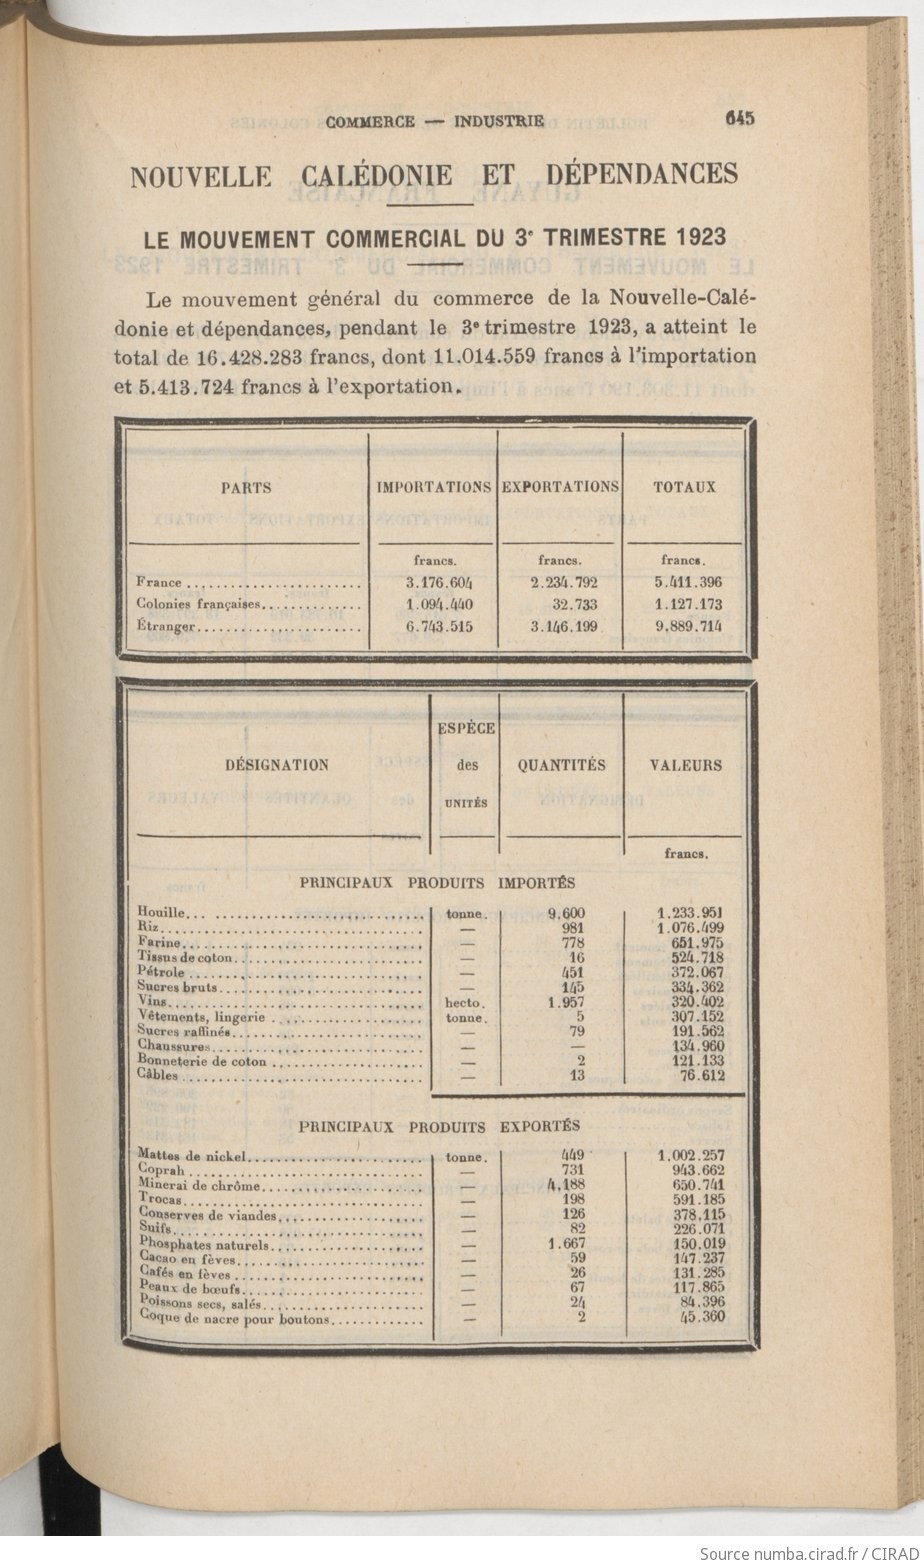 COMMERCE — INDUSTRIE 645
NOUVELLE CALÉDONIE ET DÉPENDANCES
LE MOUVEMENT COMMERCIAL DU 3e TRIMESTRE 1923
Le mouvement général du commerce de la Nouvelle-Calé-
donie et dépendances, pendant le 3e trimestre 1923, a atteint le
total de 16.428.283 francs, dont 11.014.559 francs à l'importation
et 5.413.724 francs à l'exportation.
PARTS IMPORTATIONS EXPORTATIONS TOTAUX
francs. francs. francs.
France ........................ 3.176.604 2.234.792 5.411.396
Colonies françaises.............. 1.094.440 32.733 1.127.173
Étranger....................... 6.743.515 3.146.199 9.889.714
DÉSIGNATION ESPÈCE des UNITÉS QUANTITÉS VALEURS
francs.
PRINCIPAUX PRODUITS IMPORTÉS
Houille... ............................. tonne. 9.600 1.233.951
Riz.................................... — 981 1.076.499
Farine................................. — 778 651.975
Tissus de coton.......................... — 16 524.718
Pétrole ................................ — 451 372.067
Sucres bruts............................ — 145 334.362
Vins................................... hecto. 1.957 320.402
Vêtements, lingerie ..................... tonne. 5 307.152
Sucres raffinés.......................... — 79 191.562
Chaussures............................. — — 134.960
Bonneterie de coton ..................... — 2 121.133
Câbles ................................. — 13 76.612
PRINCIPAUX PRODUITS EXPORTÉS
Mattes de nickel........................ tonne. 449 1.002.257
Coprah ................................ — 731 943.662
Minerai de chrôme...................... — 4.188 650.741
Trocas................................. — 198 591.185
Conserves de viandes.................... — 126 378.115
Suifs................................... — 82 226.071
Phosphates naturels..................... — 1.667 150.019
Cacao en fèves.......................... — 59 147.237
Cafés en fèves .......................... — 26 131.285
Peaux de bœufs......................... — 67 117.865
Poissons secs, salés...................... — 24 84.396
Coque de nacre pour boutons............. — 2 45.360
Source numba.cirad.fr / CIRAD